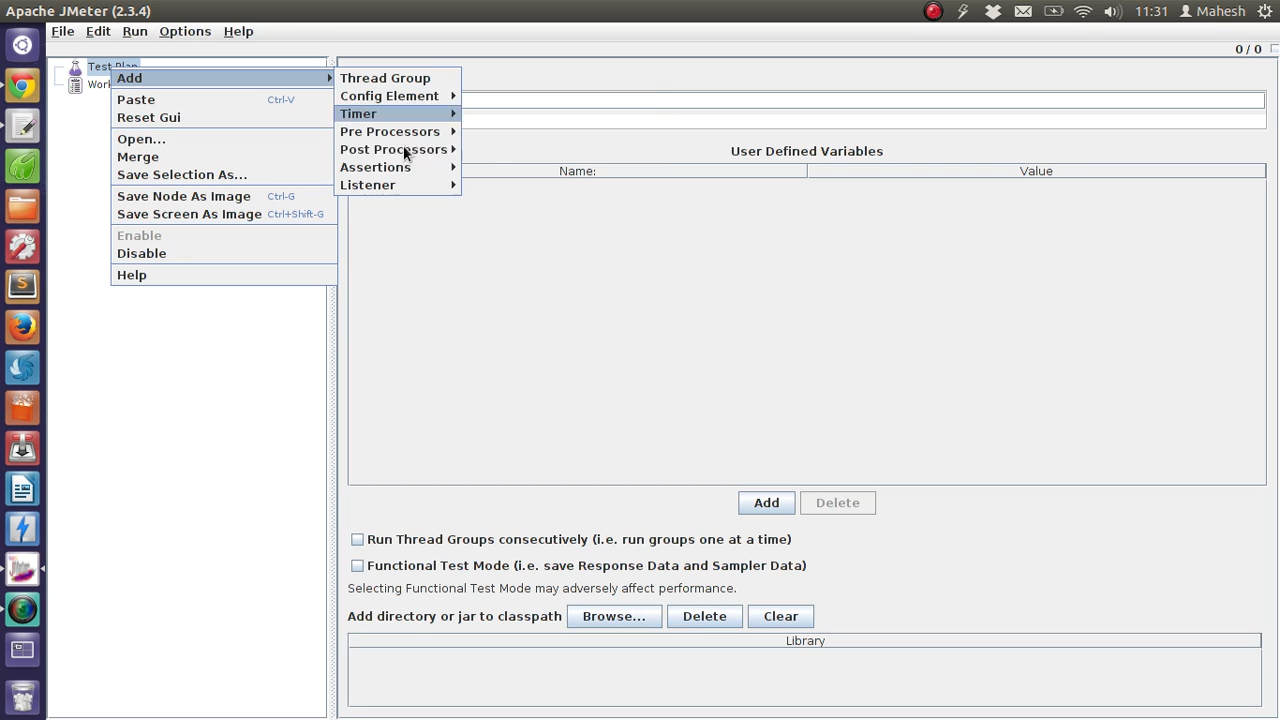 Apache JMeter (2.3.4)
11:31
Mahesh
File Edit Run Options Help
0 / 0
Test Plan
Work
Add
Paste Ctrl-V
Reset Gui
Open...
Merge
Save Selection As...
Save Node As Image Ctrl-G
Save Screen As Image Ctrl+Shift-G
Enable
Disable
Help
Thread Group
Config Element
Timer
Pre Processors
Post Processors
Assertions
Listener
User Defined Variables
Name: Value
Add Delete
Run Thread Groups consecutively (i.e. run groups one at a time)
Functional Test Mode (i.e. save Response Data and Sampler Data)
Selecting Functional Test Mode may adversely affect performance.
Add directory or jar to classpath Browse... Delete Clear
Library